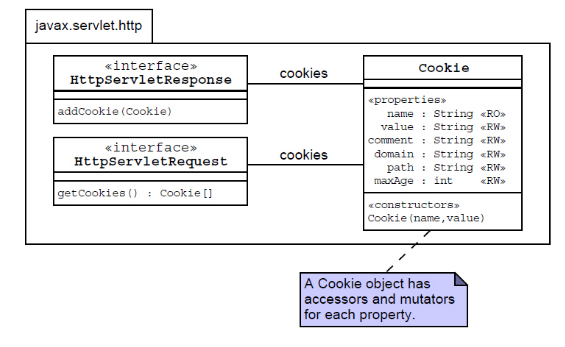 javax.servlet.http
«interface»
HttpServletResponse
addCookie(Cookie)
cookies
«interface»
HttpServletRequest
getCookies() : Cookie[]
cookies
Cookie
«properties»
name : String «RO»
value : String «RW»
comment : String «RW»
domain : String «RW»
path : String «RW»
maxAge : int «RW»
«constructors»
Cookie(name,value)
A Cookie object has
accessors and mutators
for each property.